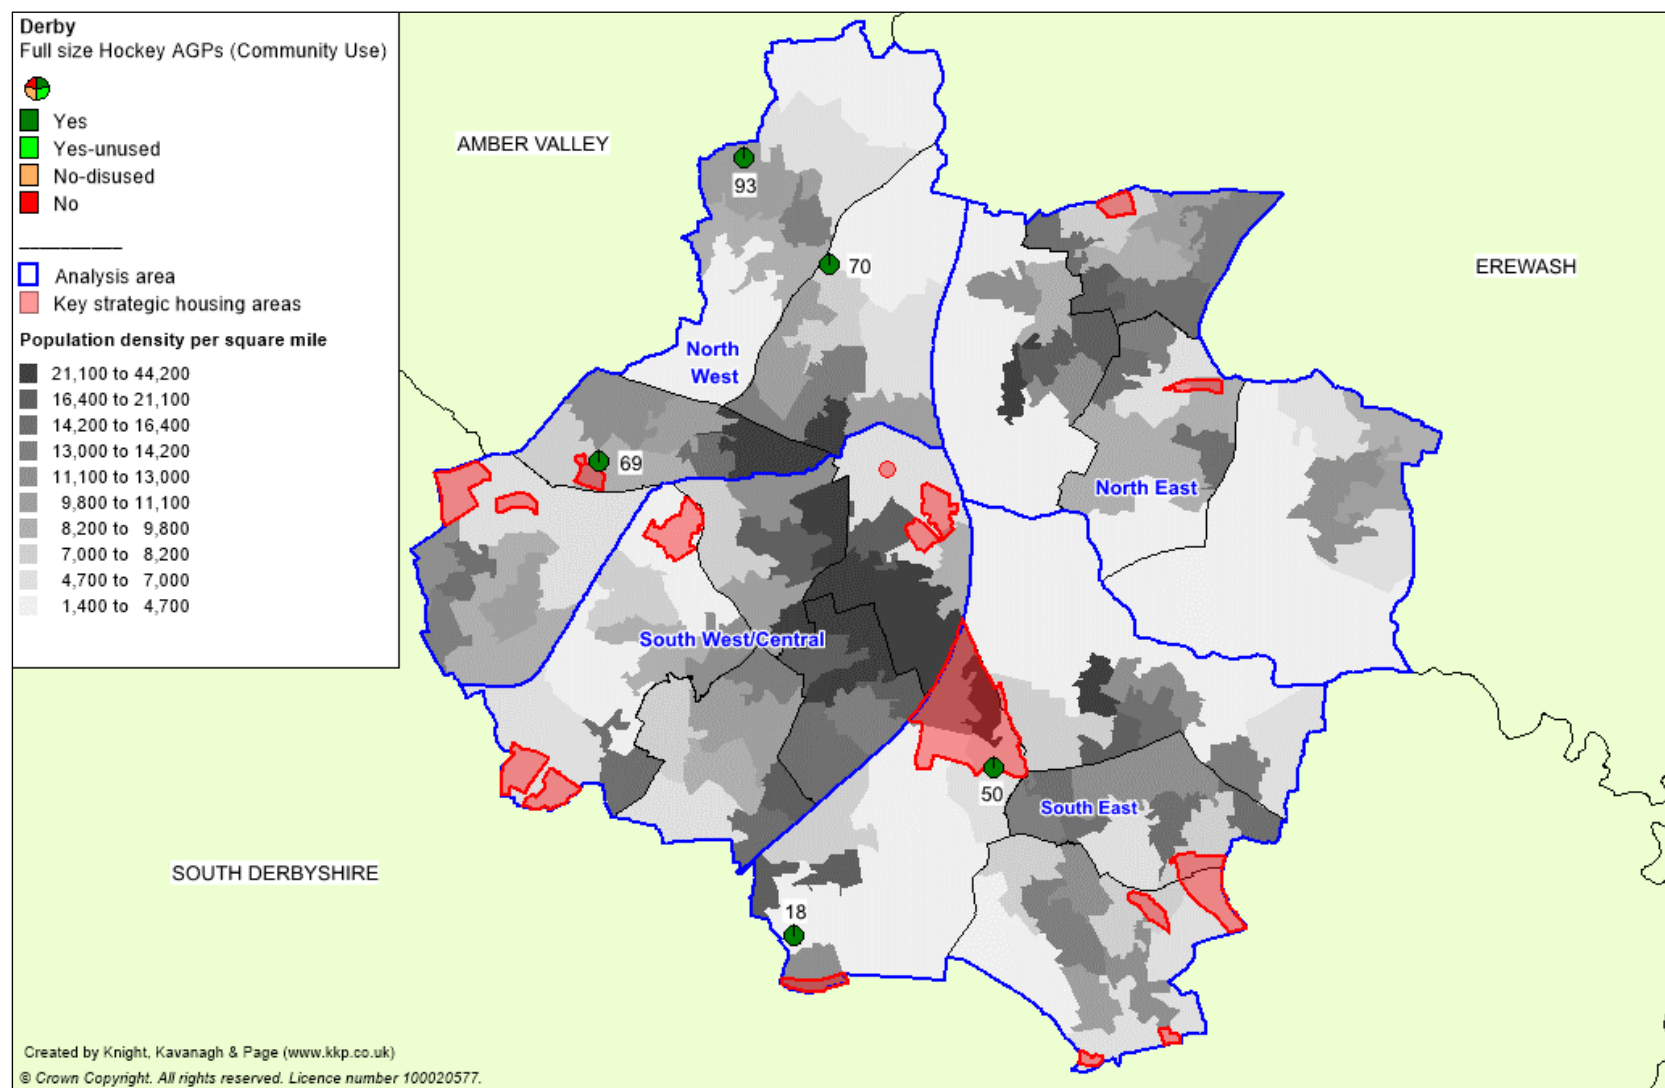 Derby
Full size Hockey AGPs (Community Use)
Yes
Yes-unused
No-disused
No
Analysis area
Key strategic housing areas
Population density per square mile
21,100 to 44,200
16,400 to 21,100
14,200 to 16,400
13,000 to 14,200
11,100 to 13,000
9,800 to 11,100
8,200 to 9,800
7,000 to 8,200
4,700 to 7,000
1,400 to 4,700
AMBER VALLEY
93
70
EREWASH
North
West
69
North East
South West/Central
50
South East
SOUTH DERBYSHIRE
18
Created by Knight, Kavanagh & Page (www.kkp.co.uk)
© Crown Copyright. All rights reserved. Licence number 100020577.